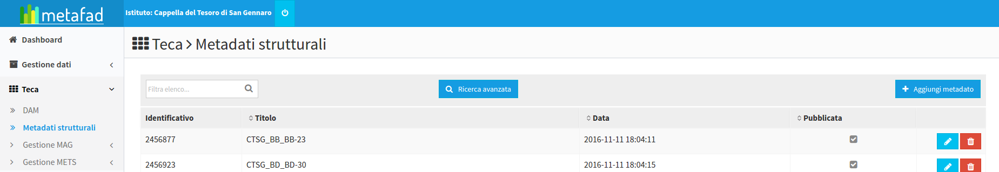 metafad
Istituto: Cappella del Tesoro di San Gennaro
Dashboard
Gestione dati
Teca
DAM
Metadati strutturali
Gestione MAG
Gestione METS
Teca > Metadati strutturali
Filtra elenco...
Ricerca avanzata
Aggiungi metadato
Identificativo Titolo Data Pubblicata
2456877 CTSG_BB_BB-23 2016-11-11 18:04:11
2456923 CTSG_BD_BD-30 2016-11-11 18:04:15